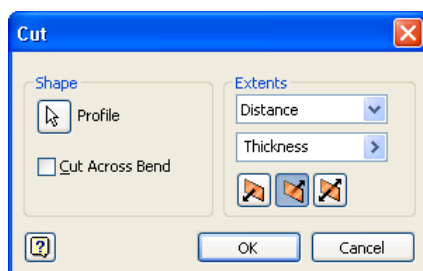 Cut
Shape
Profile
Cut Across Bend
Extents
Distance
Thickness
?
OK
Cancel